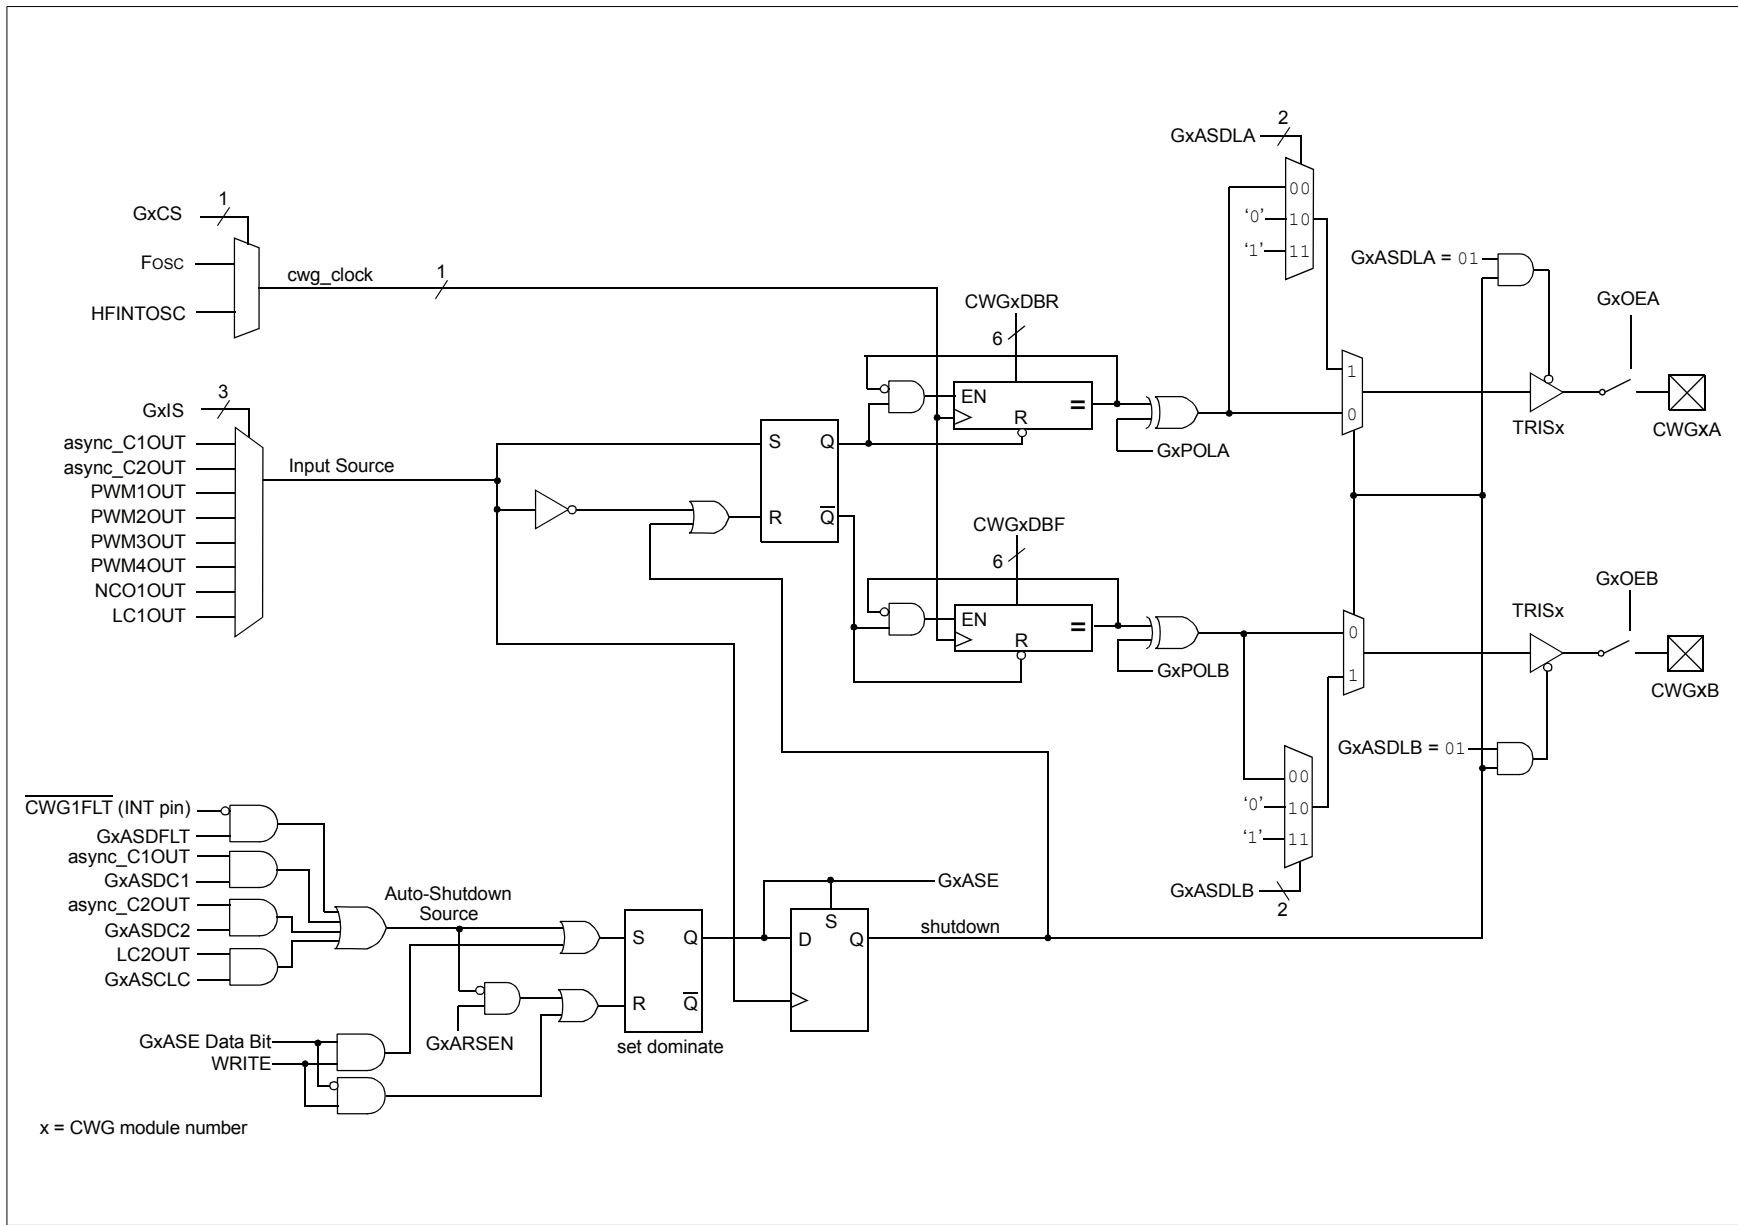 GxASDLA
2
00
'0'
10
'1'
11
GxCS
1
FOSC
HFINTOSC
cwg_clock
1
GxASDLA = 01
GxOEA
CWGxDBR
6
EN
=
R
GxPOLA
1
0
TRISx
CWGxA
GxIS
3
async_C1OUT
async_C2OUT
PWM1OUT
PWM2OUT
PWM3OUT
PWM4OUT
NCO1OUT
LC1OUT
Input Source
S
Q
R
Q
CWGxDBF
6
EN
=
R
GxPOLB
0
1
TRISx
GxOEB
CWGxB
GxASDLB = 01
00
'0'
10
'1'
11
GxASDLB
2
CWG1FLT (INT pin)
GxASDFLT
async_C1OUT
GxASDC1
async_C2OUT
GxASDC2
LC2OUT
GxASCLC
Auto-Shutdown
Source
GxARSEN
S
Q
R
Q
set dominate
GxASE
S
D
Q
shutdown
GxASE Data Bit
WRITE
x = CWG module number